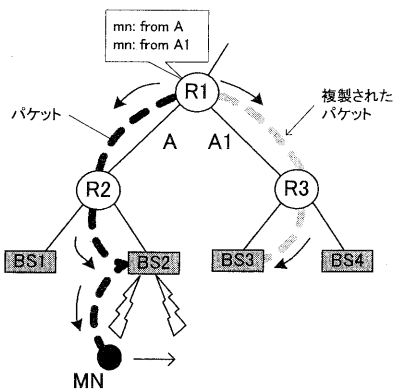 mn: from A
mn: from A1
R1
パケット
複製された
パケット
A
A1
R2
R3
BS1
BS2
BS3
BS4
MN